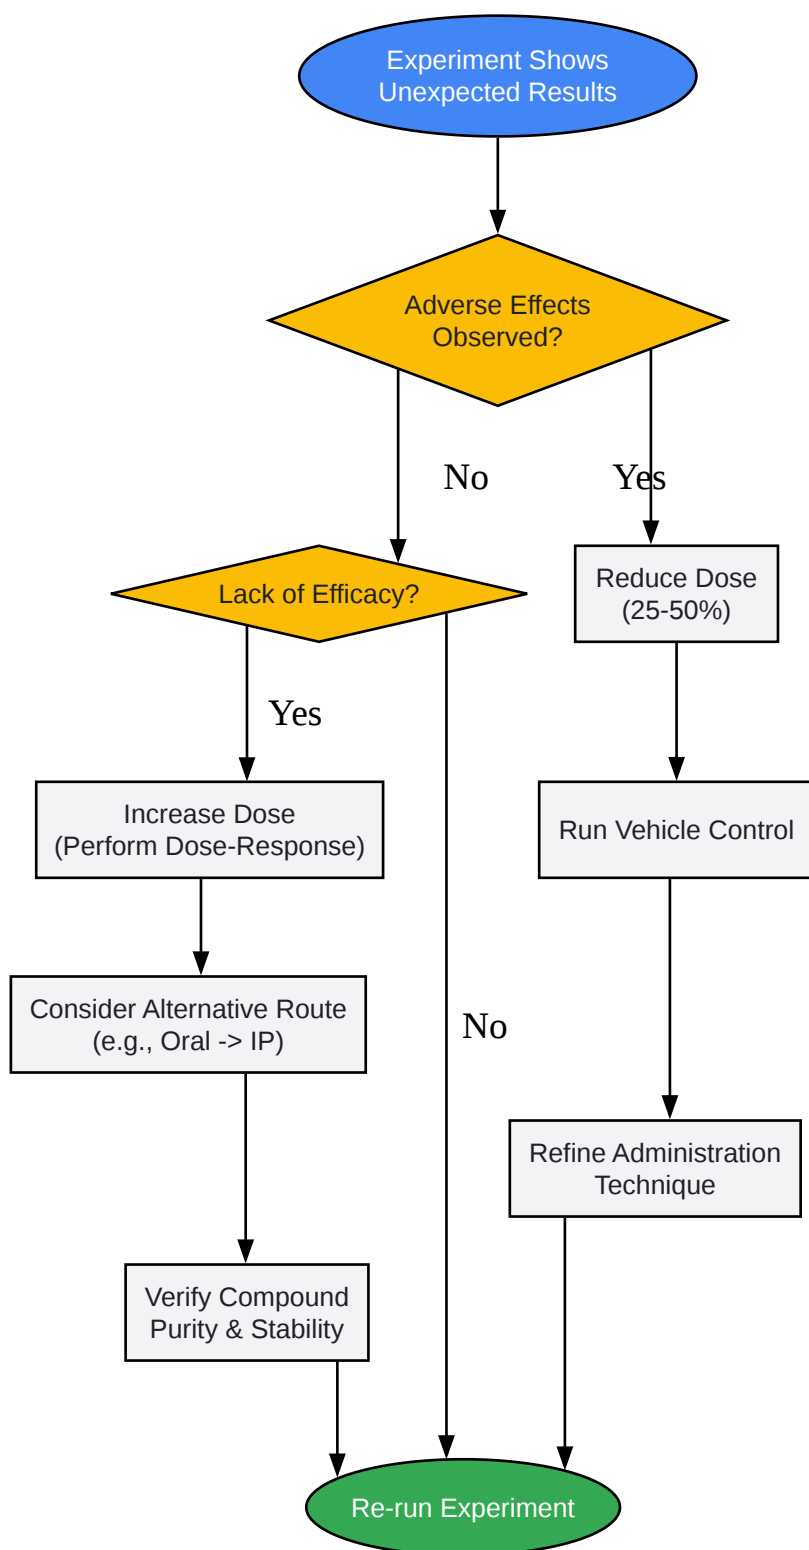 Experiment Shows
Unexpected Results
Adverse Effects
Observed?
No
Yes
Lack of Efficacy?
Reduce Dose
(25-50%)
Yes
Increase Dose
(Perform Dose-Response)
Run Vehicle Control
Consider Alternative Route
(e.g., Oral -> IP)
No
Refine Administration
Technique
Verify Compound
Purity & Stability
Re-run Experiment